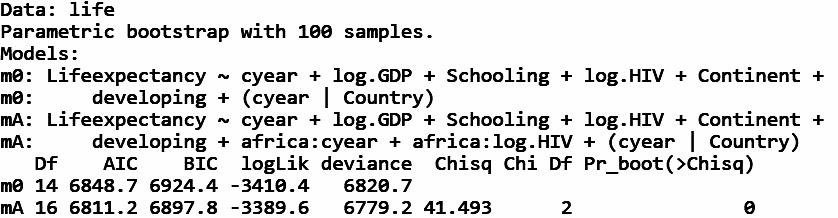 Data: life
Parametric bootstrap with 100 samples.
Models:
m0: Lifeexpectancy ~ cyear + log.GDP + Schooling + log.HIV + Continent +
m0:     developing + (cyear | Country)
mA: Lifeexpectancy ~ cyear + log.GDP + Schooling + log.HIV + Continent +
mA:     developing + africa:cyear + africa:log.HIV + (cyear | Country)
   Df    AIC    BIC  logLik deviance  Chisq Chi Df Pr_boot(>Chisq)
m0 14 6848.7 6924.4 -3410.4   6820.7
mA 16 6811.2 6897.8 -3389.6   6779.2 41.493      2               0